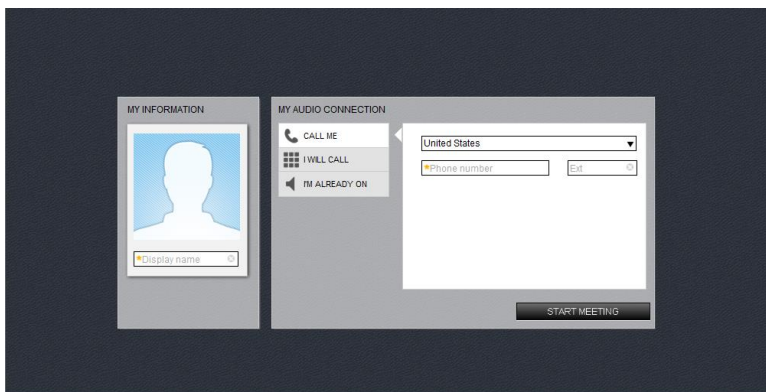 MY INFORMATION
*Display name
MY AUDIO CONNECTION
CALL ME
I WILL CALL
I'M ALREADY ON
United States
*Phone number
Ext
START MEETING